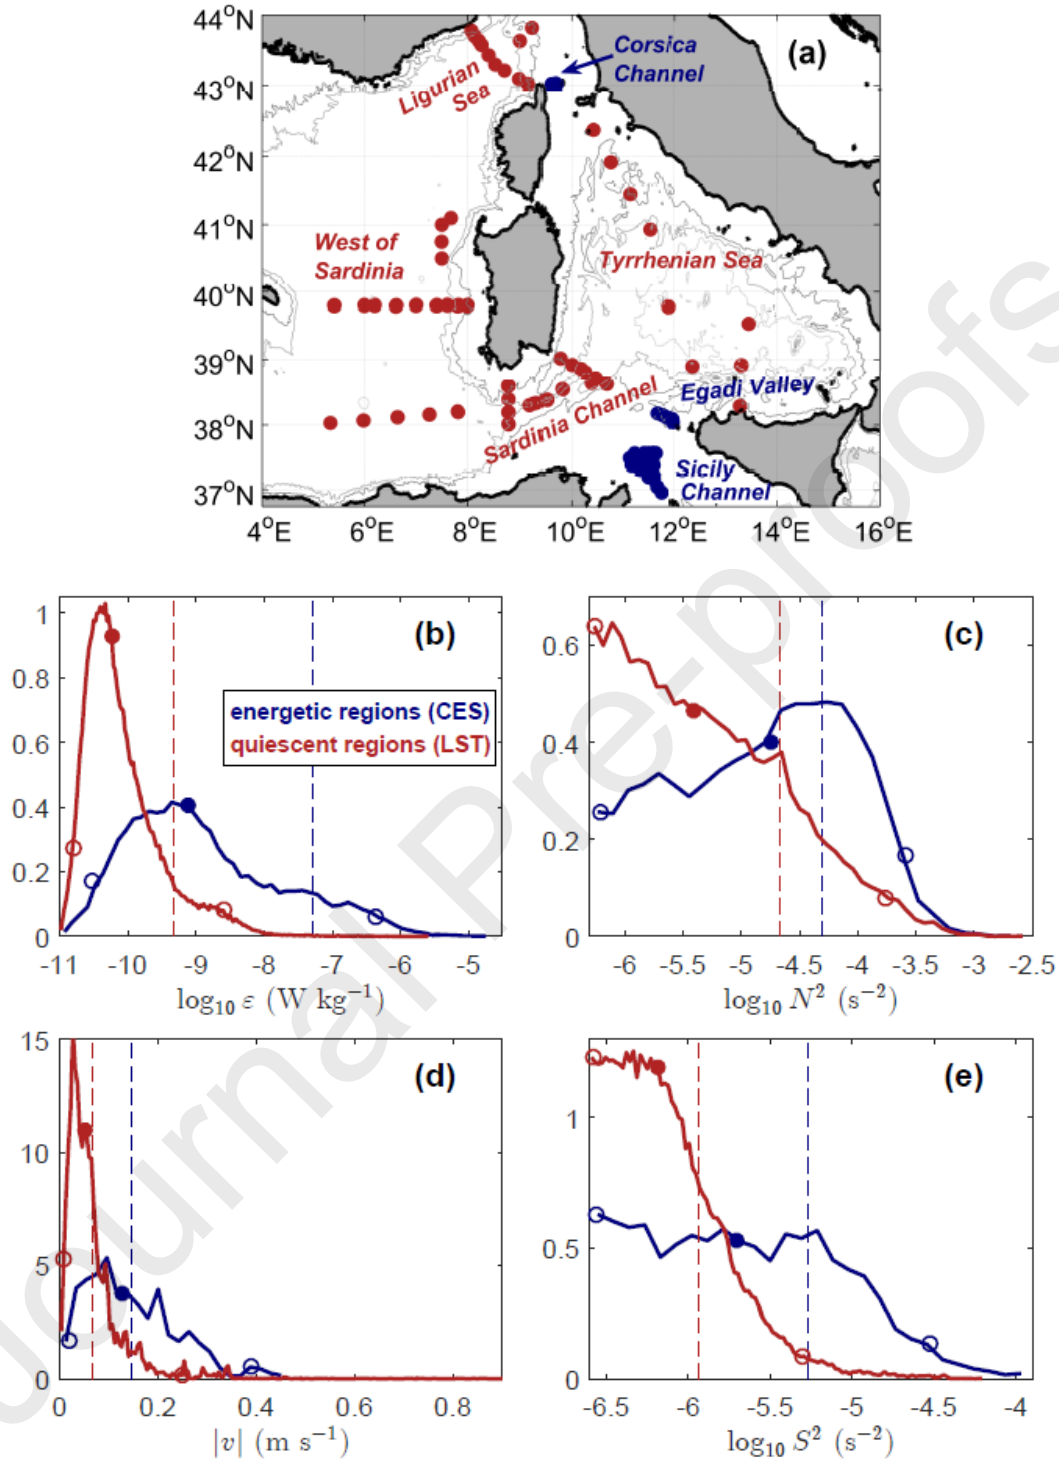 44°N
43°N
42°N
41°N
40°N
39°N
38°N
37°N
4°E 6°E 8°E 10°E 12°E 14°E 16°E
(a)
Corsica
Channel
Ligurian
Sea
West of
Sardinia
Tyrrhenian Sea
Egadi Valley
Sardinia Channel
Sicily
Channel
(b)
1
0.8
0.6
0.4
0.2
0
energetic regions (CES)
quiescent regions (LST)
-11 -10 -9 -8 -7 -6 -5
log₁₀ ε (W kg⁻¹)
(c)
0.6
0.4
0.2
0
-6 -5.5 -5 -4.5 -4 -3.5 -3 -2.5
log₁₀ N² (s⁻²)
(d)
15
10
5
0
0 0.2 0.4 0.6 0.8
|v| (m s⁻¹)
(e)
1
0.5
0
-6.5 -6 -5.5 -5 -4.5 -4
log₁₀ S² (s⁻²)
Journal Pre-proofs